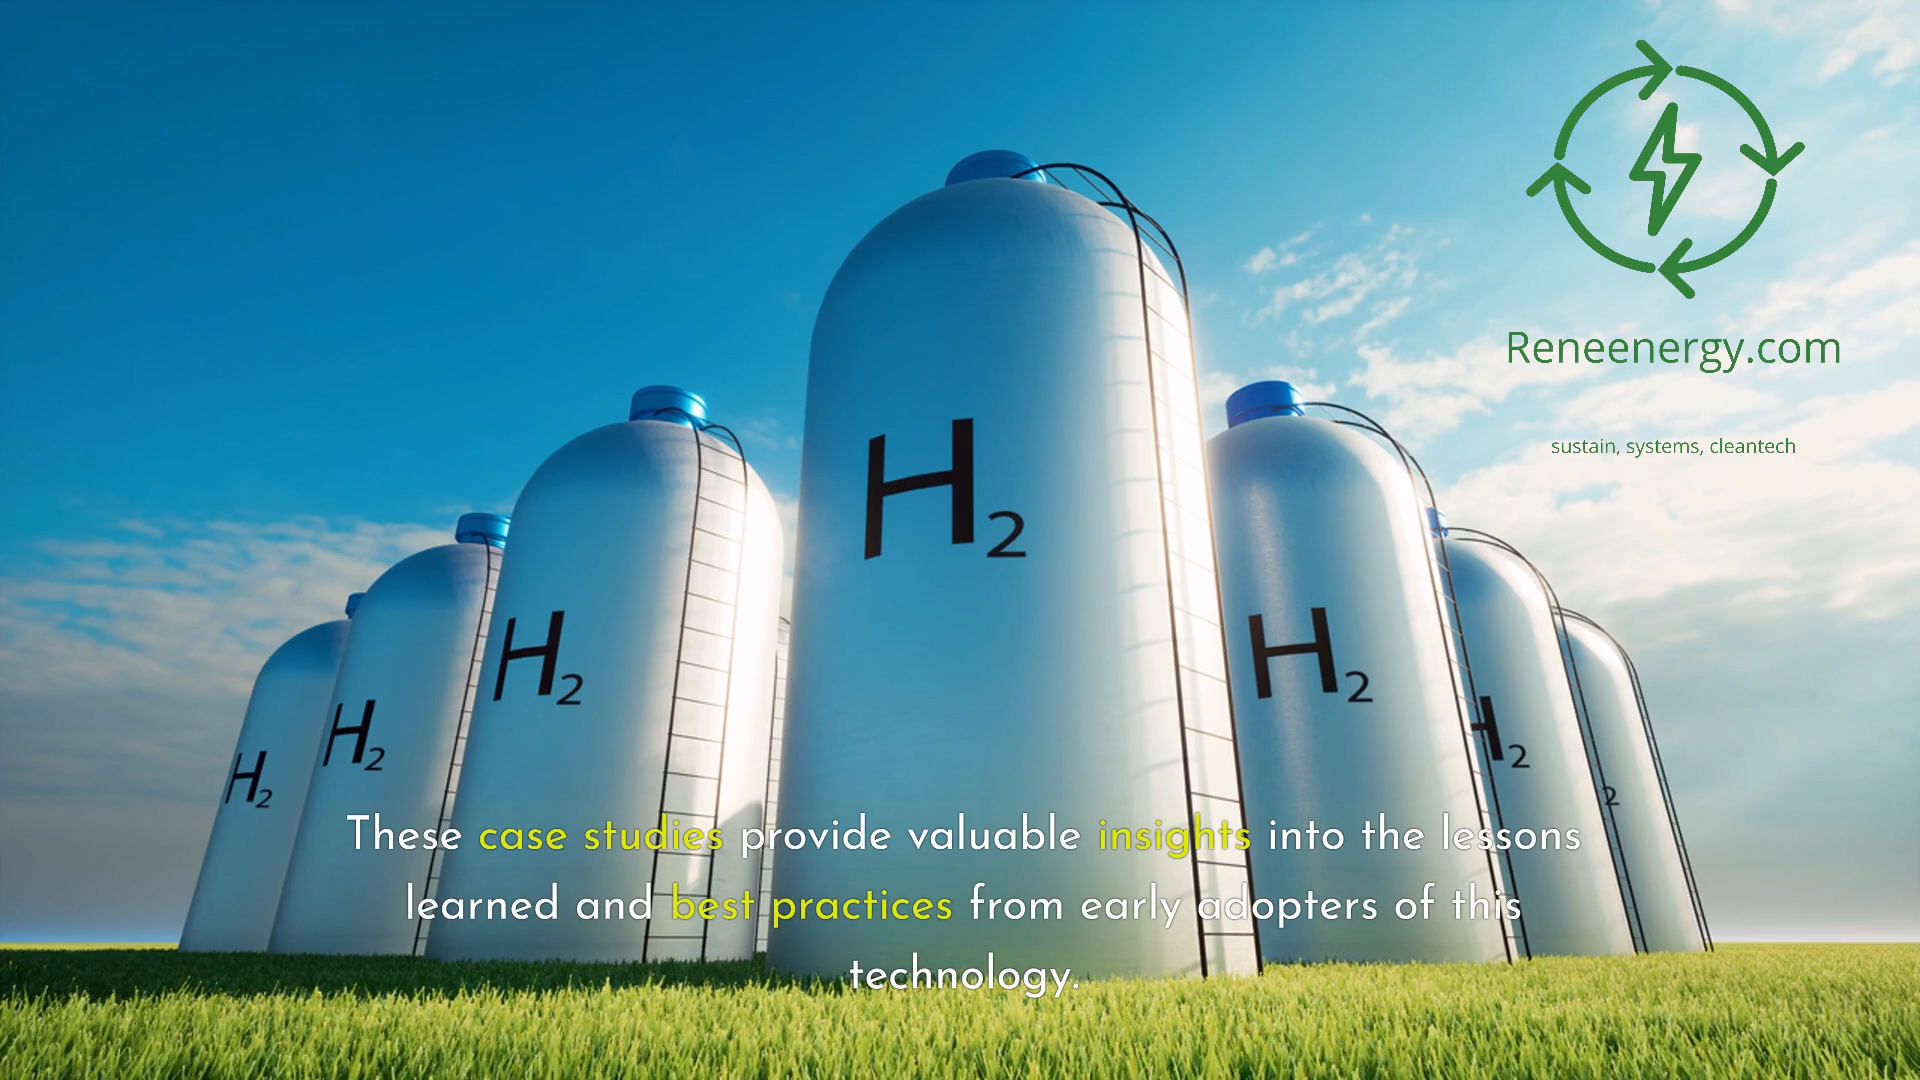 Reneenergy.com
sustain, systems, cleantech
H2
H2
H2
H2
H2
H2
2
These case studies provide valuable insights into the lessons
learned and best practices from early adopters of this
technology.